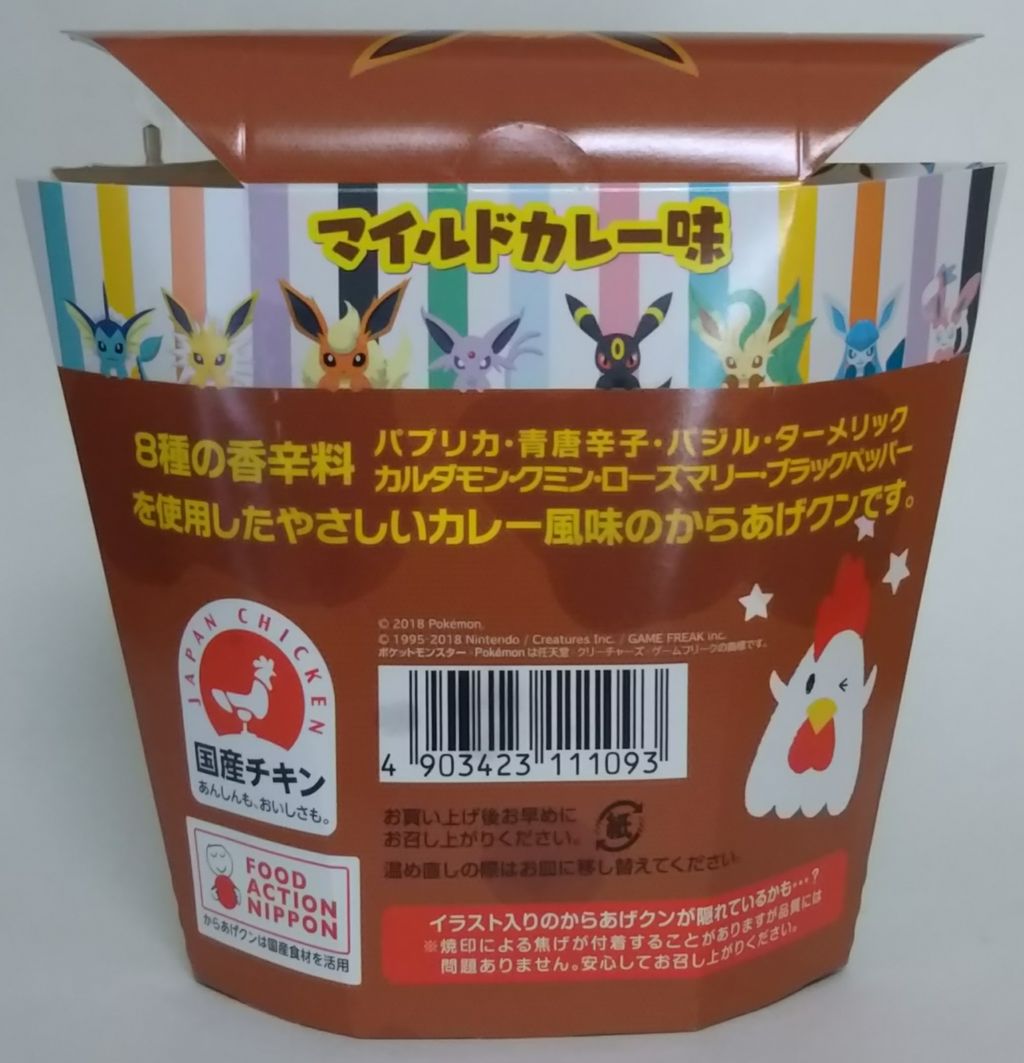 マイルドカレー味
8種の香辛料 パプリカ・青唐辛子・バジル・ターメリック
カルダモン・クミン・ローズマリー・ブラックペッパー
を使用したやさしいカレー風味のからあげクンです。
JAPAN CHICKEN
国産チキン
あんしんも、おいしさも。
© 2018 Pokémon.
© 1995-2018 Nintendo / Creatures Inc. / GAME FREAK inc.
ポケットモンスター・Pokémonは任天堂・クリーチャーズ・ゲームフリークの商標です。
4 903423 111093
お買い上げ後お早めに
お召し上がりください。
紙
温め直しの際はお皿に移し替えてください。
FOOD
ACTION
NIPPON
からあげクンは国産食材を活用
イラスト入りのからあげクンが隠れているかも…?
※焼印による焦げが付着することがありますが品質には
問題ありません。安心してお召し上がりください。